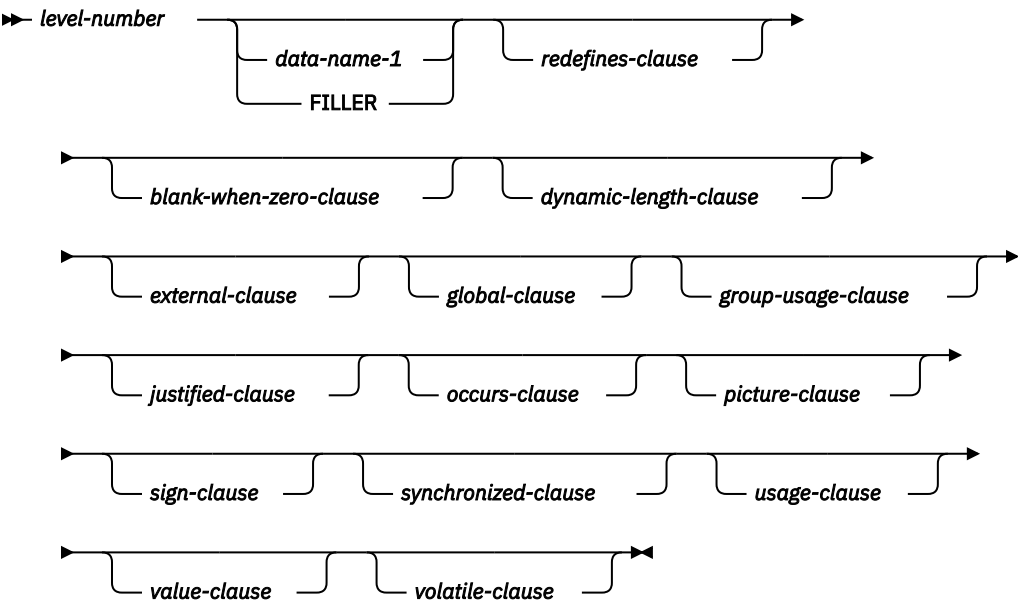 level-number
data-name-1 redefines-clause
FILLER
blank-when-zero-clause dynamic-length-clause
external-clause global-clause group-usage-clause
justified-clause occurs-clause picture-clause
sign-clause synchronized-clause usage-clause
value-clause volatile-clause